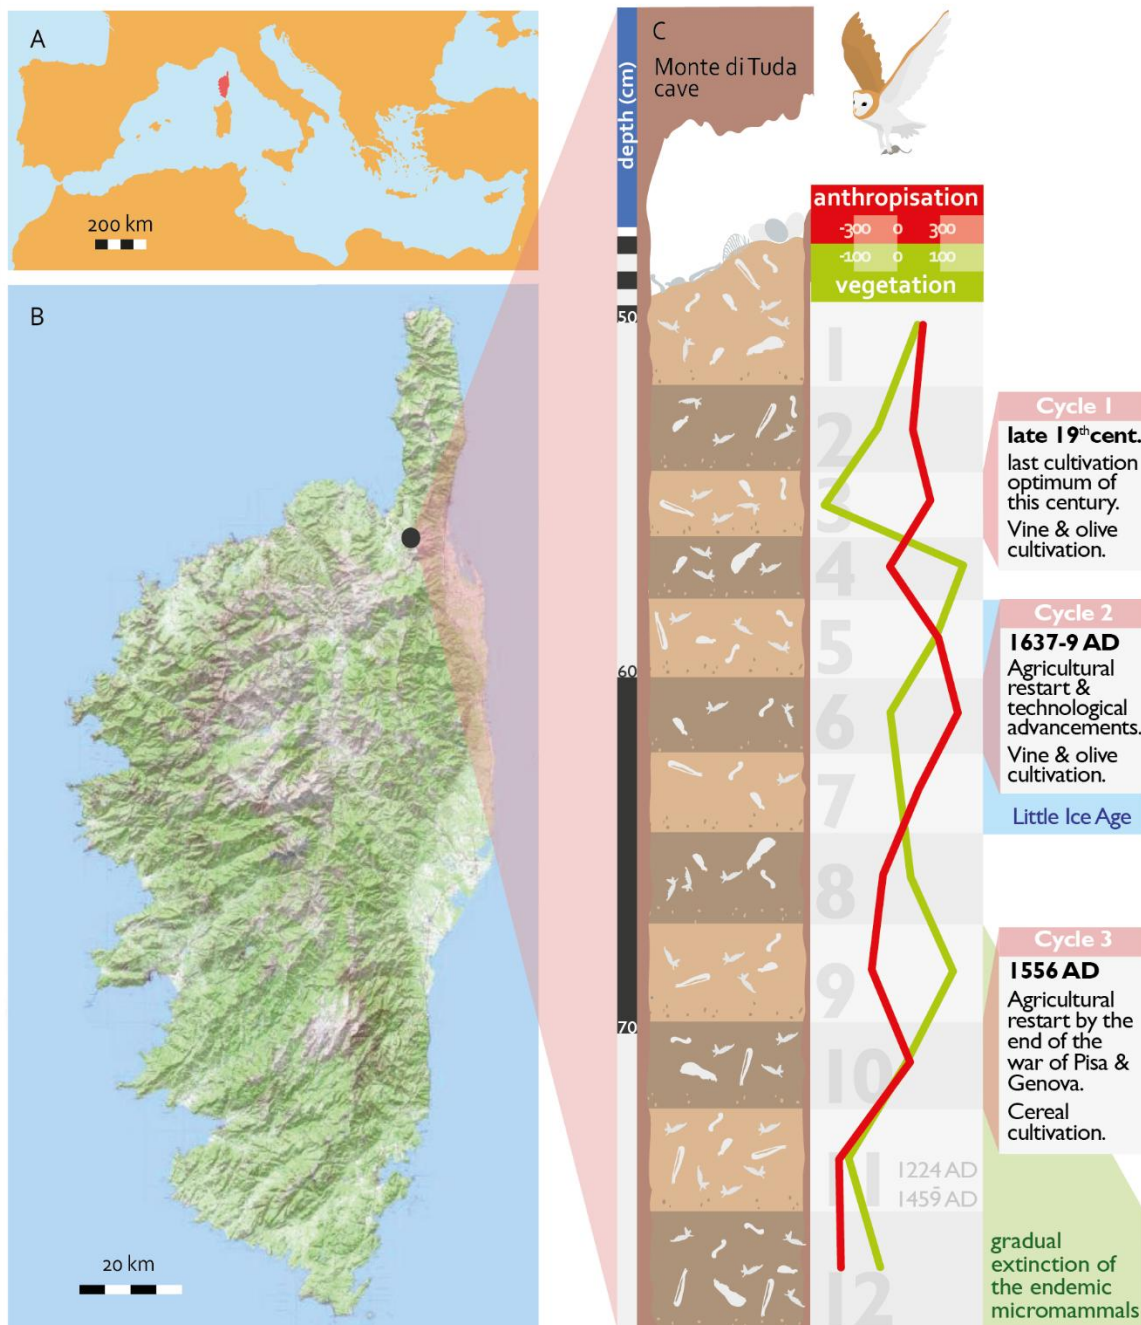 A
200 km
B
20 km
depth (cm)
50
60
70
C
Monte di Tuda
cave
anthropisation
-300 0 300
-100 0 100
vegetation
1
2
3
4
5
6
7
8
9
10
11
1224 AD
-
1459 AD
12
Cycle 1
late 19th cent.
last cultivation
optimum of
this century.
Vine & olive
cultivation.
Cycle 2
1637-9 AD
Agricultural
restart &
technological
advancements.
Vine & olive
cultivation.
Little Ice Age
Cycle 3
1556 AD
Agricultural
restart by the
end of the
war of Pisa &
Genova.
Cereal
cultivation.
gradual
extinction of
the endemic
micromammals